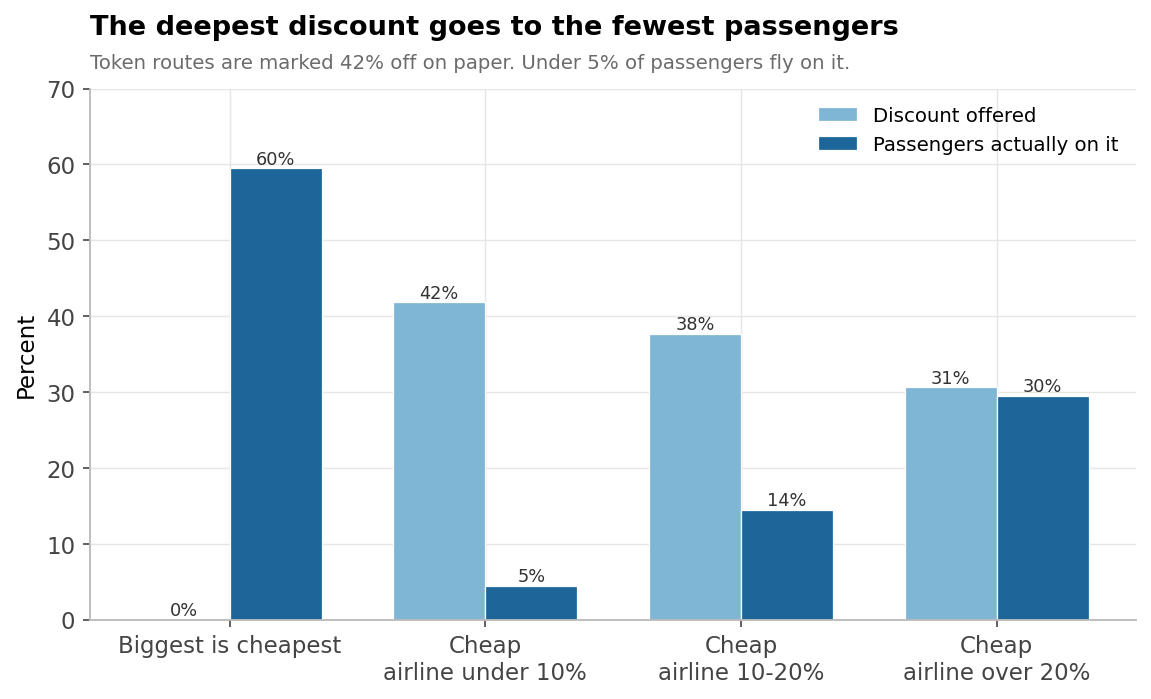 The deepest discount goes to the fewest passengers
Token routes are marked 42% off on paper. Under 5% of passengers fly on it.
Discount offered
Passengers actually on it
Percent
70
60
50
40
30
20
10
0
0%
60%
42%
5%
38%
14%
31%
30%
Biggest is cheapest
Cheap
airline under 10%
Cheap
airline 10-20%
Cheap
airline over 20%